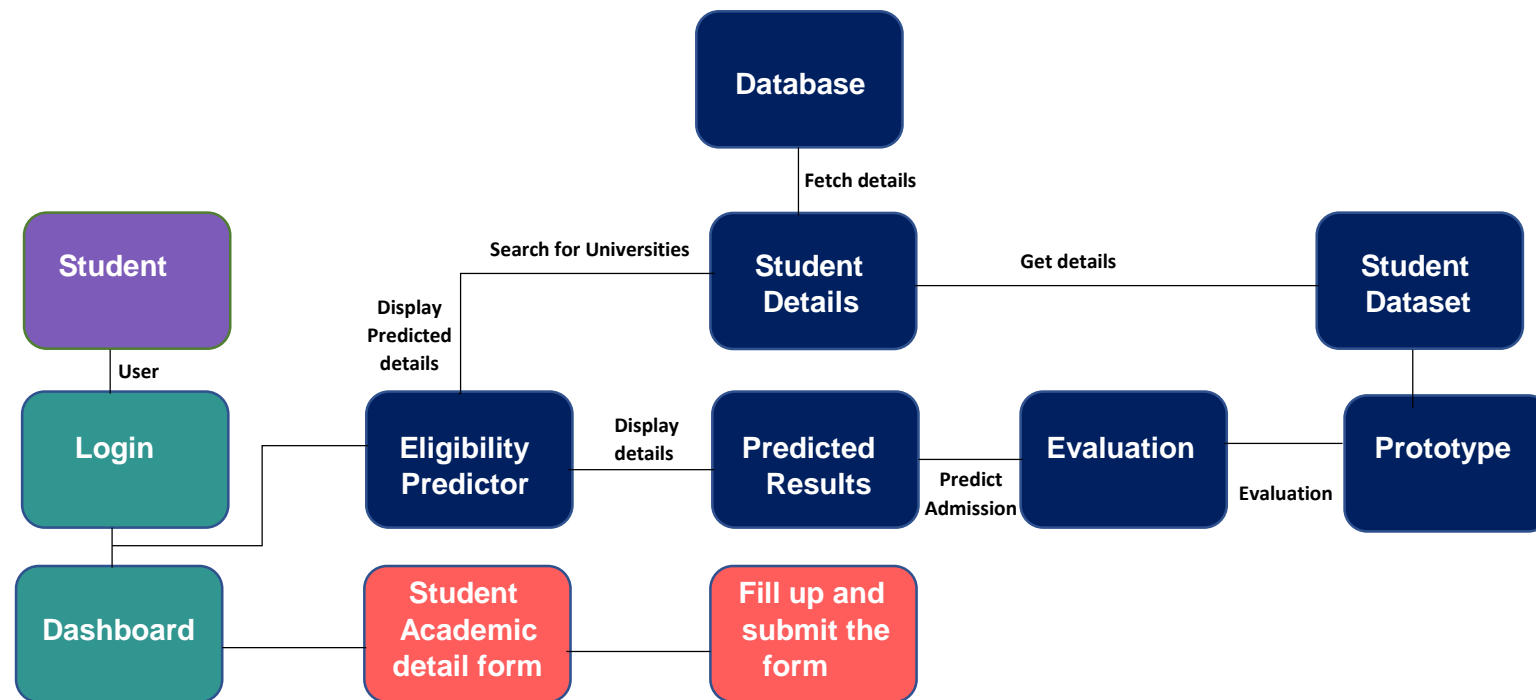 Database
Fetch details
Student
Search for Universities
Student
Details
Get details
Student
Dataset
Display
Predicted
details
User
Login
Eligibility
Predictor
Display
details
Predicted
Results
Predict
Admission
Evaluation
Evaluation
Prototype
Dashboard
Student
Academic
detail form
Fill up and
submit the
form